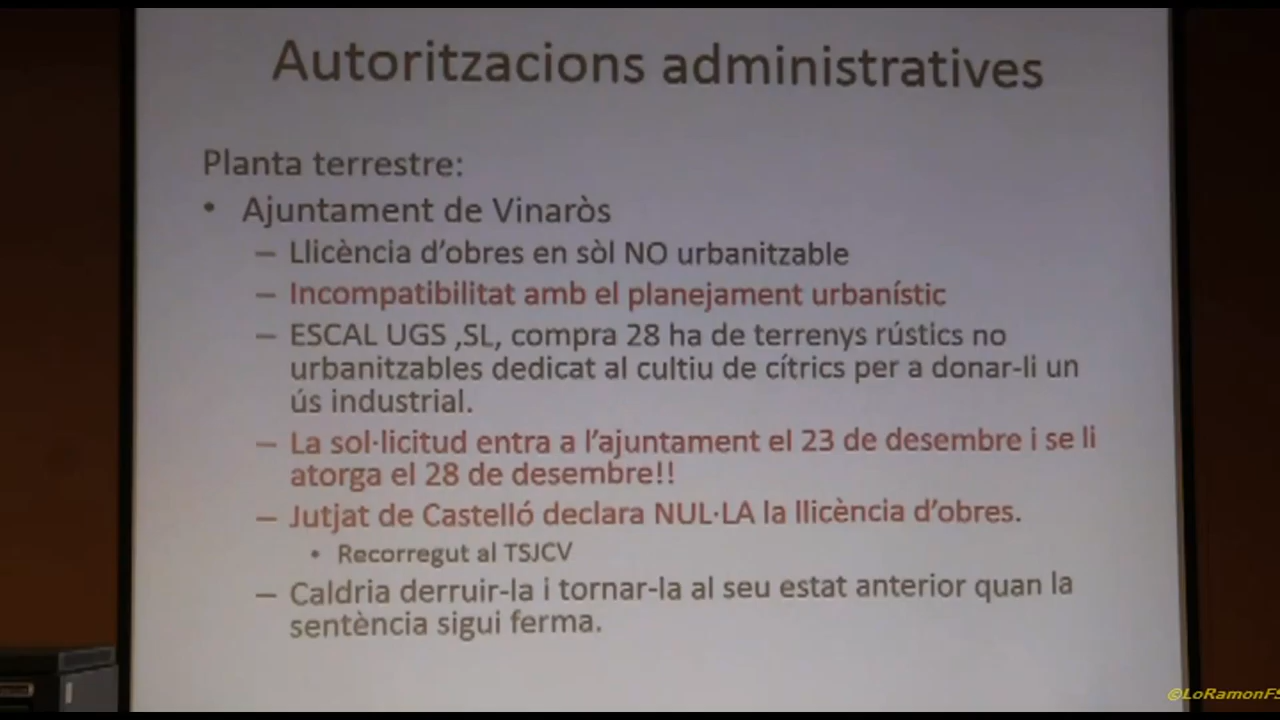 Autoritzacions administratives
Planta terrestre:
• Ajuntament de Vinaròs
– Llicència d'obres en sòl NO urbanitzable
– Incompatibilitat amb el planejament urbanístic
– ESCAL UGS ,SL, compra 28 ha de terrenys rústics no
urbanitzables dedicat al cultiu de cítrics per a donar-li un
ús industrial.
– La sol·licitud entra a l'ajuntament el 23 de desembre i se li
atorga el 28 de desembre!!
– Jutjat de Castelló declara NUL·LA la llicència d'obres.
• Recorregut al TSJCV
– Caldria derruir-la i tornar-la al seu estat anterior quan la
sentència sigui ferma.
©LoRamonFS